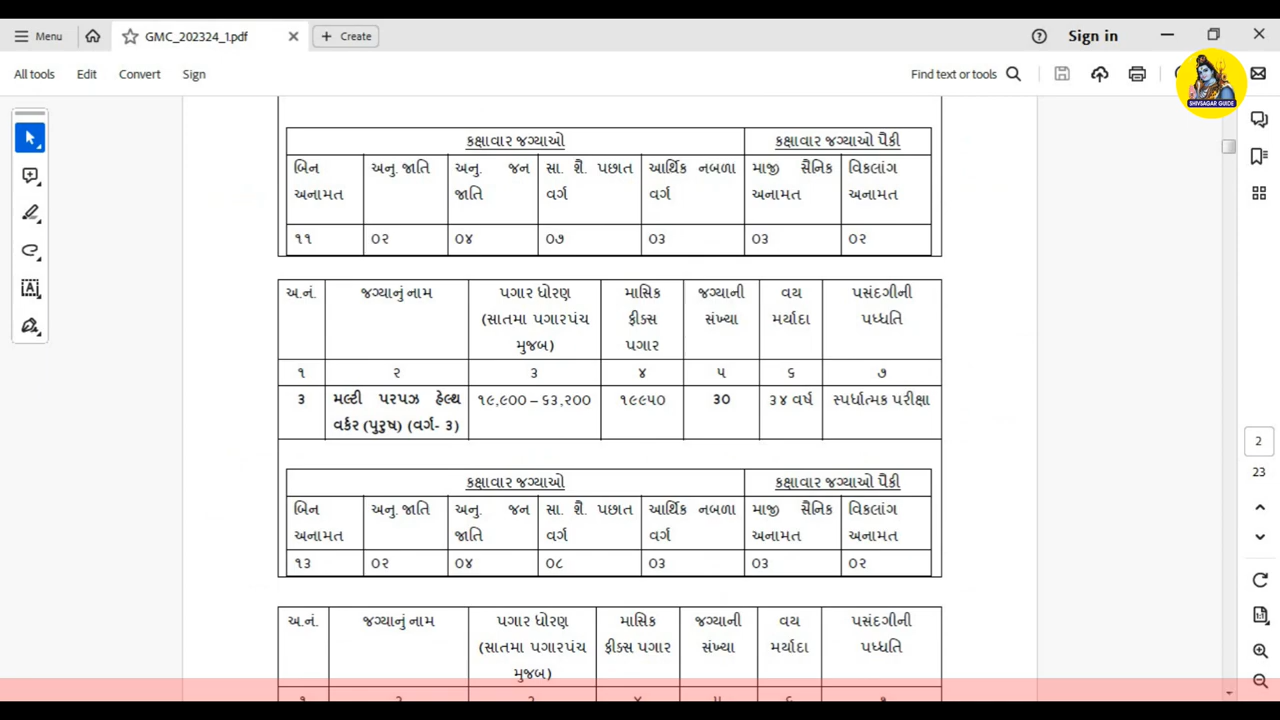 Menu
GMC_202324_1.pdf
Create
Sign in
All tools Edit Convert Sign
Find text or tools
SHIVSAGAR GUIDE
કક્ષાવાર જગ્યાઓ કક્ષાવાર જગ્યાઓ પૈકી
બિન અનુ. જાતિ અનુ. જન સા. શૈ. પછાત આર્થિક નબળા માજી સૈનિક વિકલાંગ
અનામત જાતિ વર્ગ વર્ગ અનામત અનામત
૧૧ ૦૨ ૦૪ ૦૭ ૦૩ ૦૩ ૦૨
અ.નં. જગ્યાનું નામ પગાર ધોરણ માસિક જગ્યાની વય પસંદગીની
(સાતમા પગારપંચ ફીક્સ સંખ્યા મર્યાદા પધ્ધતિ
મુજબ) પગાર
૧ ૨ ૩ ૪ ૫ ૬ ૭
૩ મલ્ટી પરપઝ હેલ્થ ૧૯,૯૦૦ – ૬૩,૨૦૦ ૧૯૯૫૦ ૩૦ ૩૪ વર્ષ સ્પર્ધાત્મક પરીક્ષા
વર્કર (પુરુષ) (વર્ગ- ૩)
કક્ષાવાર જગ્યાઓ કક્ષાવાર જગ્યાઓ પૈકી
બિન અનુ. જાતિ અનુ. જન સા. શૈ. પછાત આર્થિક નબળા માજી સૈનિક વિકલાંગ
અનામત જાતિ વર્ગ વર્ગ અનામત અનામત
૧૩ ૦૨ ૦૪ ૦૮ ૦૩ ૦૩ ૦૨
અ.નં. જગ્યાનું નામ પગાર ધોરણ માસિક જગ્યાની વય પસંદગીની
(સાતમા પગારપંચ ફીક્સ પગાર સંખ્યા મર્યાદા પધ્ધતિ
મુજબ)
2
23